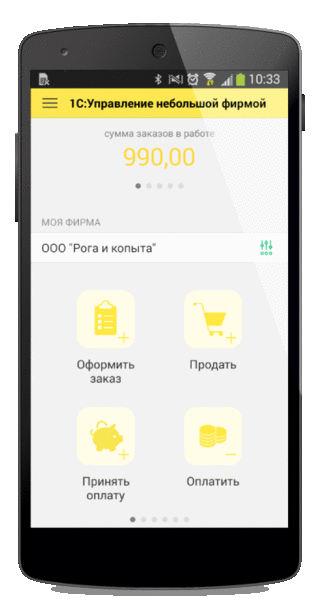 10:33
1С:Управление небольшой фирмой
сумма заказов в работе
990,00
МОЯ ФИРМА
ООО "Рога и копыта"
Оформить
заказ
Продать
Принять
оплату
Оплатить